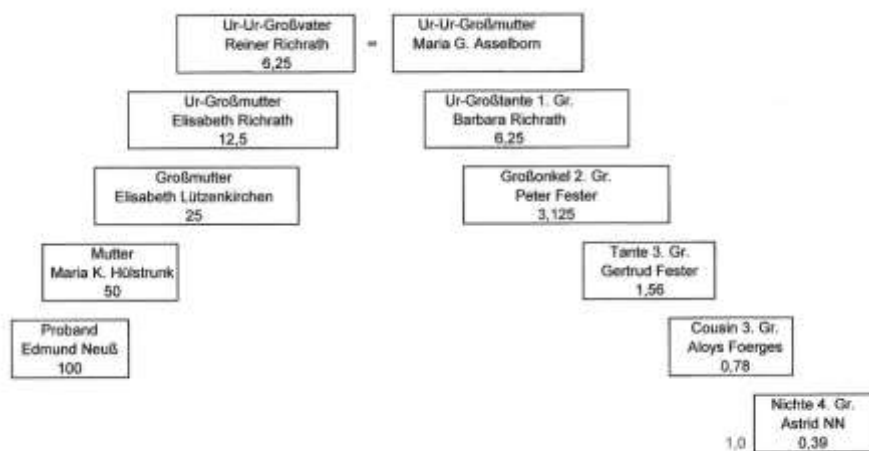 Ur-Ur-Großvater
Reiner Richrath
6,25
=
Ur-Ur-Großmutter
Maria G. Asselborn
Ur-Großmutter
Elisabeth Richrath
12,5
Ur-Großtante 1. Gr.
Barbara Richrath
6,25
Großmutter
Elisabeth Lützenkirchen
25
Großonkel 2. Gr.
Peter Fester
3,125
Mutter
Maria K. Hülstrunk
50
Tante 3. Gr.
Gertrud Fester
1,56
Proband
Edmund Neuß
100
Cousin 3. Gr.
Aloys Foerges
0,78
Nichte 4. Gr.
Astrid NN
1,0 0,39